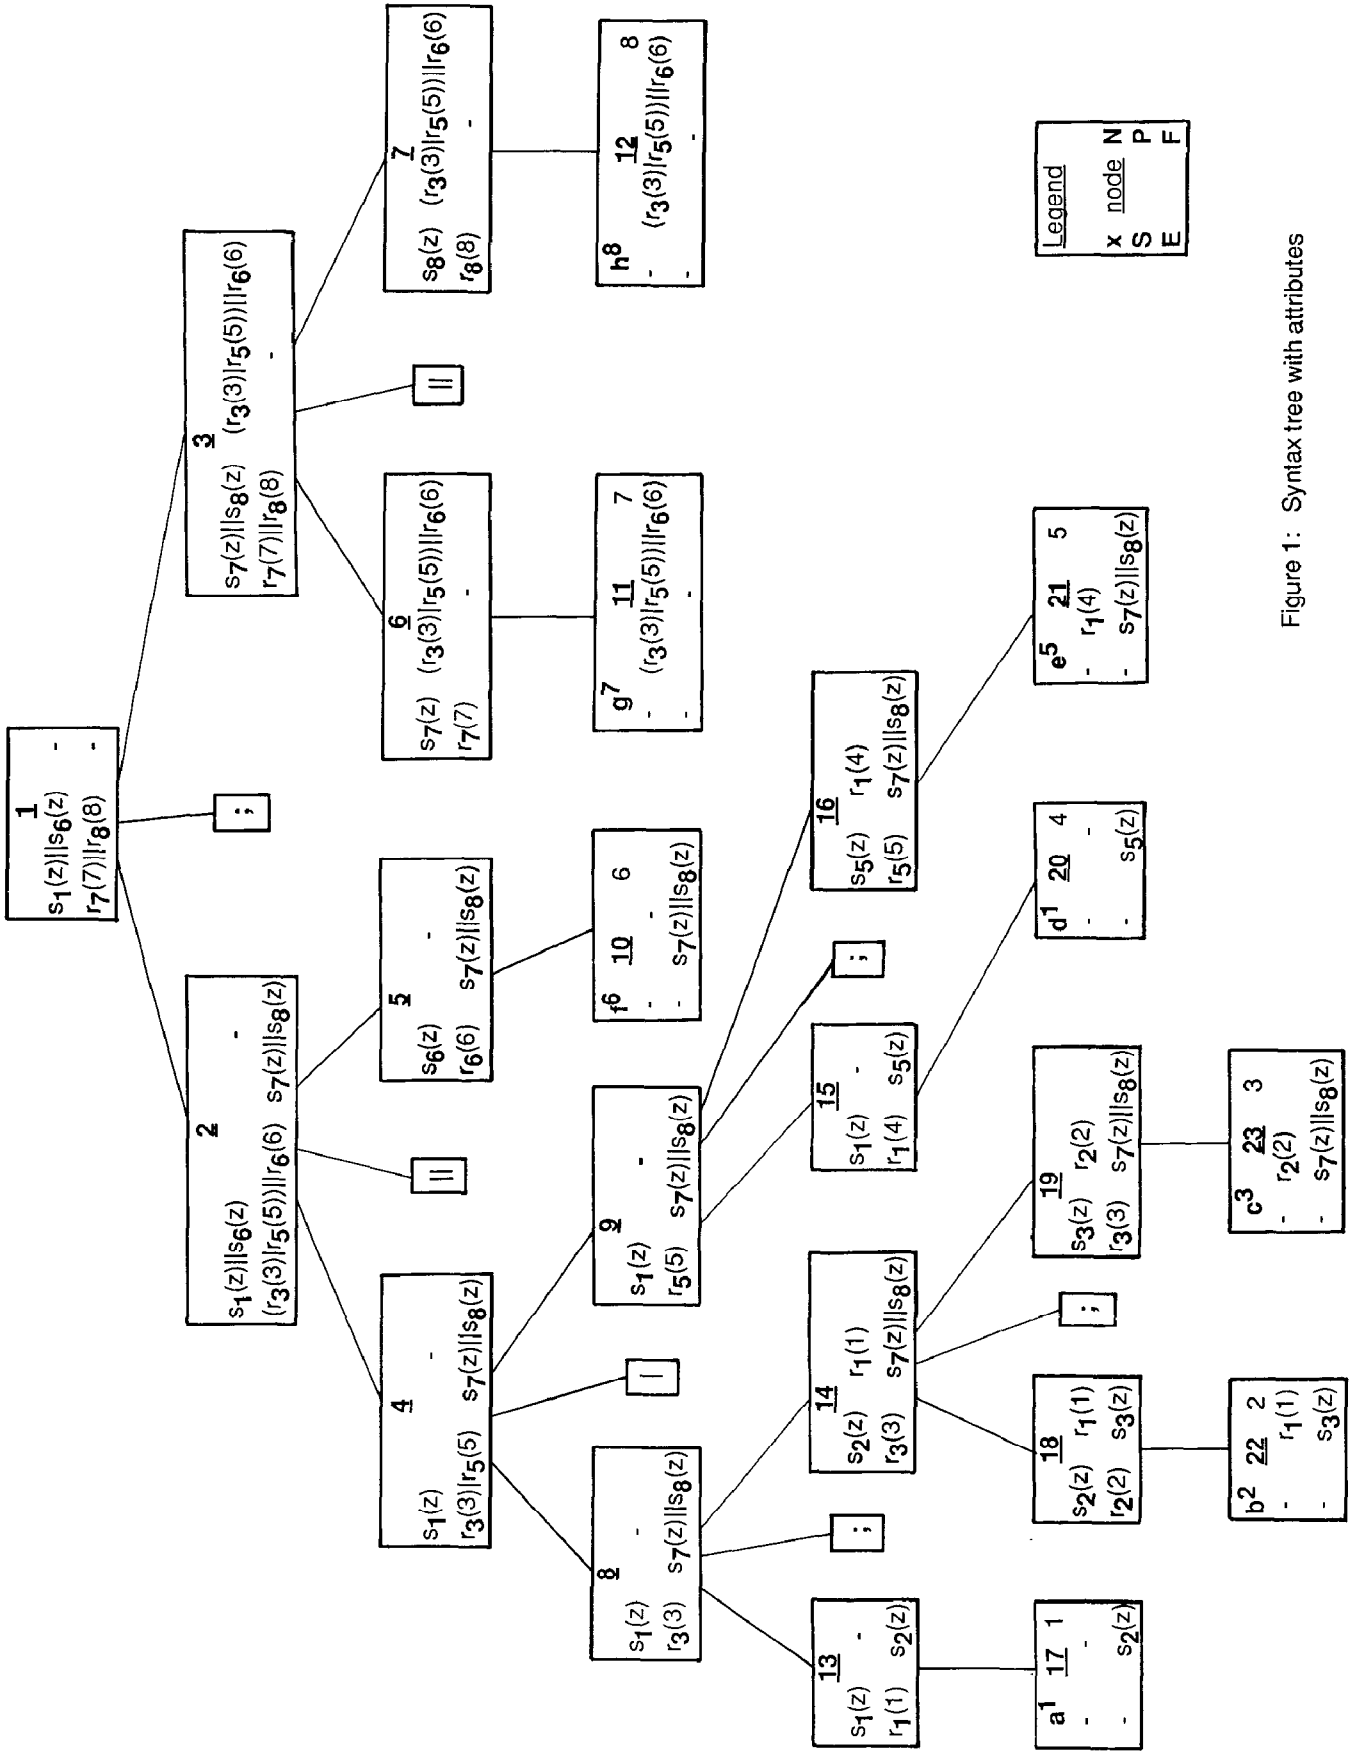 1
s1(z)||s6(z) -
r7(7)||r8(8) -
;
2
s1(z)||s6(z) -
(r3(3)|r5(5))||r6(6) s7(z)||s8(z)
3
s7(z)||s8(z) (r3(3)|r5(5))||r6(6)
r7(7)||r8(8) -
||
||
4
s1(z) -
r3(3)|r5(5) s7(z)||s8(z)
5
s6(z) -
r6(6) s7(z)||s8(z)
6
s7(z) (r3(3)|r5(5))||r6(6)
r7(7) -
7
s8(z) (r3(3)|r5(5))||r6(6)
r8(8) -
|
8
s1(z) -
r3(3) s7(z)||s8(z)
9
s1(z) -
r5(5) s7(z)||s8(z)
f6 10 6
- -
- s7(z)||s8(z)
g7 11 7
- (r3(3)|r5(5))||r6(6)
- -
h8 12 8
- (r3(3)|r5(5))||r6(6)
- -
;
;
13
s1(z) -
r1(1) s2(z)
14
s2(z) r1(1)
r3(3) s7(z)||s8(z)
15
s1(z) -
r1(4) s5(z)
16
s5(z) r1(4)
r5(5) s7(z)||s8(z)
;
a1 17 1
- -
- s2(z)
18
s2(z) r1(1)
r2(2) s3(z)
19
s3(z) r2(2)
r3(3) s7(z)||s8(z)
d1 20 4
- -
- s5(z)
e5 21 5
- r1(4)
- s7(z)||s8(z)
b2 22 2
- r1(1)
- s3(z)
c3 23 3
- r2(2)
- s7(z)||s8(z)
Legend
x node N
S P
E F
Figure 1: Syntax tree with attributes